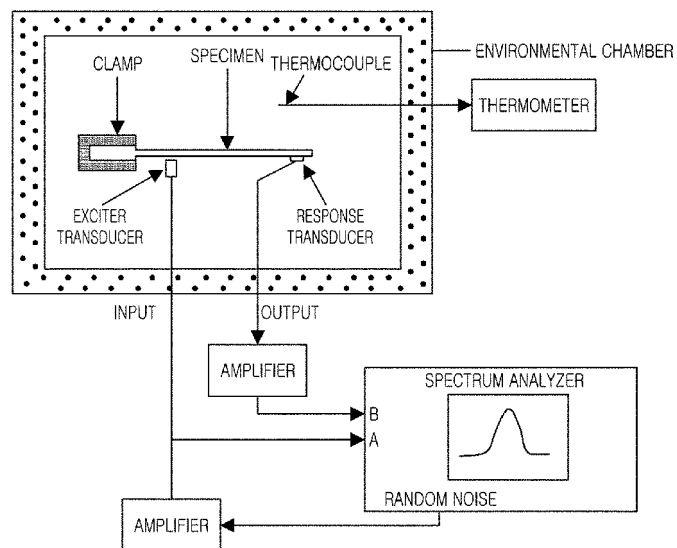 CLAMP
SPECIMEN
THERMOCOUPLE
ENVIRONMENTAL CHAMBER
THERMOMETER
EXCITER
TRANSDUCER
RESPONSE
TRANSDUCER
INPUT
OUTPUT
AMPLIFIER
SPECTRUM ANALYZER
B
A
RANDOM NOISE
AMPLIFIER